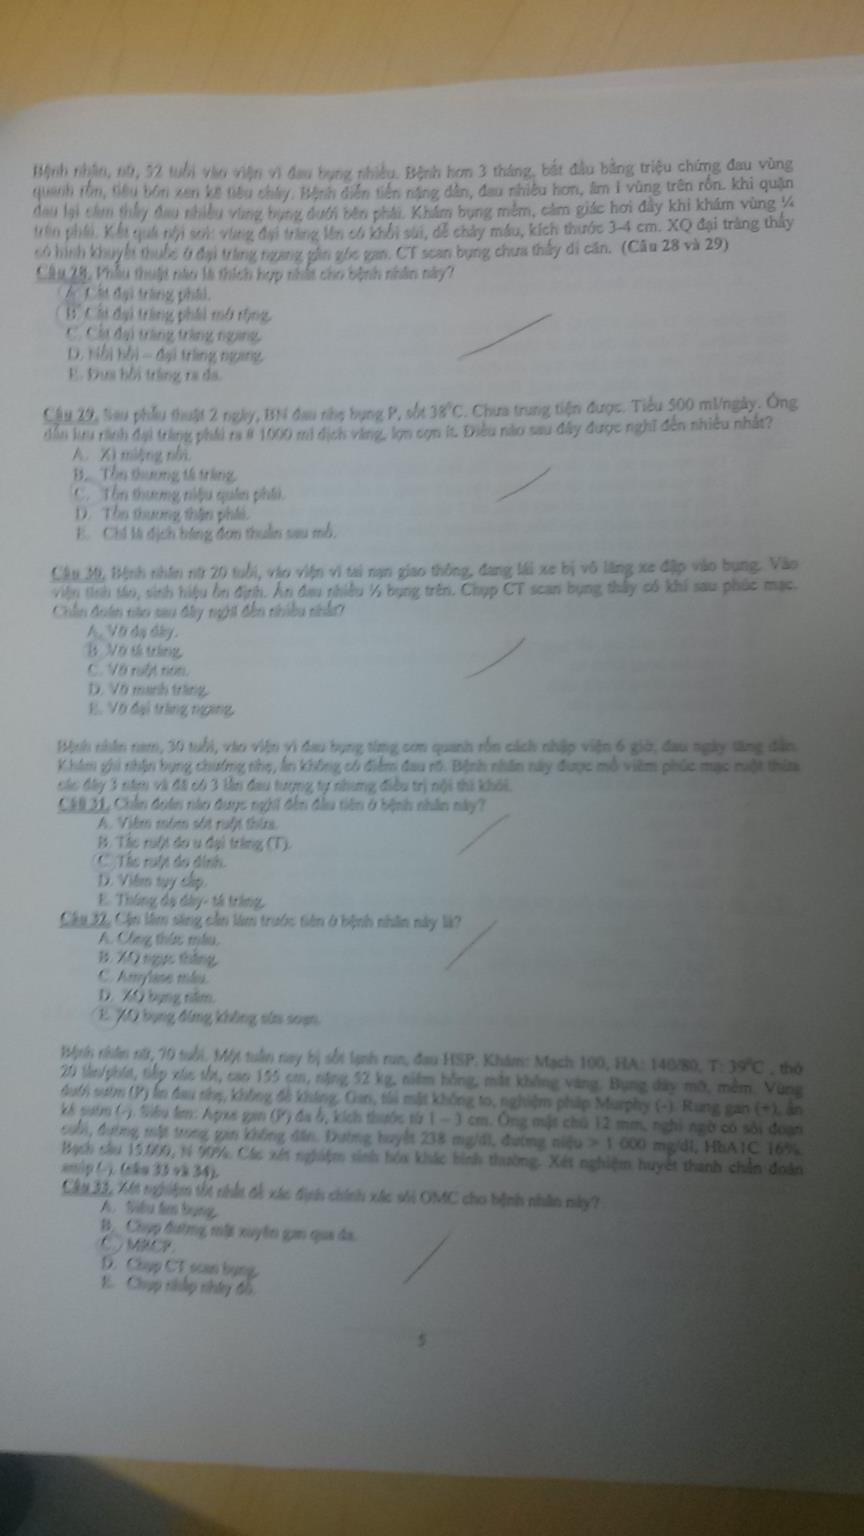 Bệnh nhân, nữ, 52 tuổi vào viện vì đau bụng nhiều. Bệnh hơn 3 tháng, bắt đầu bằng triệu chứng đau vùng
quanh rốn, tiêu bón xen kẽ tiêu chảy. Bệnh diễn tiến nặng dần, đau nhiều hơn, âm ỉ vùng trên rốn. khi quặn
đau lại cảm thấy đau nhiều vùng bụng dưới bên phải. Khám bụng mềm, cảm giác hơi đầy khi khám vùng ¼
trên phải. Kết quả nội soi: vùng đại tràng lên có khối sùi, dễ chảy máu, kích thước 3-4 cm. XQ đại tràng thấy
có hình khuyết thuốc ở đại tràng ngang gần góc gan. CT scan bụng chưa thấy di căn. (Câu 28 và 29)
Câu 28. Phẫu thuật nào là thích hợp nhất cho bệnh nhân này?
A. Cắt đại tràng phải.
B. Cắt đại tràng phải mở rộng.
C. Cắt đại tràng tràng ngang.
D. Nối hồi – đại tràng ngang.
E. Đưa hồi tràng ra da.
Câu 29. Sau phẫu thuật 2 ngày, BN đau nhẹ bụng P, sốt 38°C. Chưa trung tiện được. Tiểu 500 ml/ngày. Ống
dẫn lưu rãnh đại tràng phải ra # 1000 ml dịch vàng, lợn cợn ít. Điều nào sau đây được nghĩ đến nhiều nhất?
A. Xì miệng nối.
B. Tổn thương tá tràng.
C. Tổn thương niệu quản phải.
D. Tổn thương thận phải.
E. Chỉ là dịch báng đơn thuần sau mổ.
Câu 30. Bệnh nhân nữ 20 tuổi, vào viện vì tai nạn giao thông, đang lái xe bị vô lăng xe đập vào bụng. Vào
viện tỉnh táo, sinh hiệu ổn định. Ấn đau nhiều ½ bụng trên. Chụp CT scan bụng thấy có khí sau phúc mạc.
Chẩn đoán nào sau đây nghĩ đến nhiều nhất?
A. Vỡ dạ dày.
B. Vỡ tá tràng.
C. Vỡ ruột non.
D. Vỡ manh tràng.
E. Vỡ đại tràng ngang.
Bệnh nhân nam, 30 tuổi, vào viện vì đau bụng từng cơn quanh rốn cách nhập viện 6 giờ, đau ngày tăng dần.
Khám ghi nhận bụng chướng nhẹ, ấn không có điểm đau rõ. Bệnh nhân này được mổ viêm phúc mạc ruột thừa
các đây 3 năm và đã có 3 lần đau tương tự nhưng điều trị nội thì khỏi.
Câu 31. Chẩn đoán nào được nghĩ đến đầu tiên ở bệnh nhân này?
A. Viêm mỏm sót ruột thừa.
B. Tắc ruột do u đại tràng (T).
C. Tắc ruột do dính.
D. Viêm tụy cấp.
E. Thủng dạ dày- tá tràng.
Câu 32. Cận lâm sàng cần làm trước tiên ở bệnh nhân này là?
A. Công thức máu.
B. XQ ngực thẳng.
C. Amylase máu.
D. XQ bụng nằm.
E. XQ bụng đứng không sửa soạn.
Bệnh nhân nữ, 70 tuổi. Một tuần nay bị sốt lạnh run, đau HSP. Khám: Mạch 100, HA: 140/80, T: 39°C , thở
20 lần/phút, tiếp xúc tốt, cao 155 cm, nặng 52 kg, niêm hồng, mắt không vàng. Bụng dày mỡ, mềm. Vùng
dưới sườn (P) ấn đau nhẹ, không đề kháng. Gan, túi mật không to, nghiệm pháp Murphy (-). Rung gan (+), ấn
kẽ sườn (-). Siêu âm: Apxe gan (P) đa ổ, kích thước từ 1 – 3 cm. Ống mật chủ 12 mm, nghi ngờ có sỏi đoạn
cuối, đường mật trong gan không dãn. Đường huyết 238 mg/dl, đường niệu > 1 000 mg/dl, HbA1C 16%.
Bạch cầu 15.000, N 90%. Các xét nghiệm sinh hóa khác bình thường. Xét nghiệm huyết thanh chẩn đoán
amip (-). (câu 33 và 34).
Câu 33. Xét nghiệm tốt nhất để xác định chính xác sỏi OMC cho bệnh nhân này?
A. Siêu âm bụng.
B. Chụp đường mật xuyên gan qua da.
C. MRCP.
D. Chụp CT scan bụng.
E. Chụp nhấp nháy đồ.
5